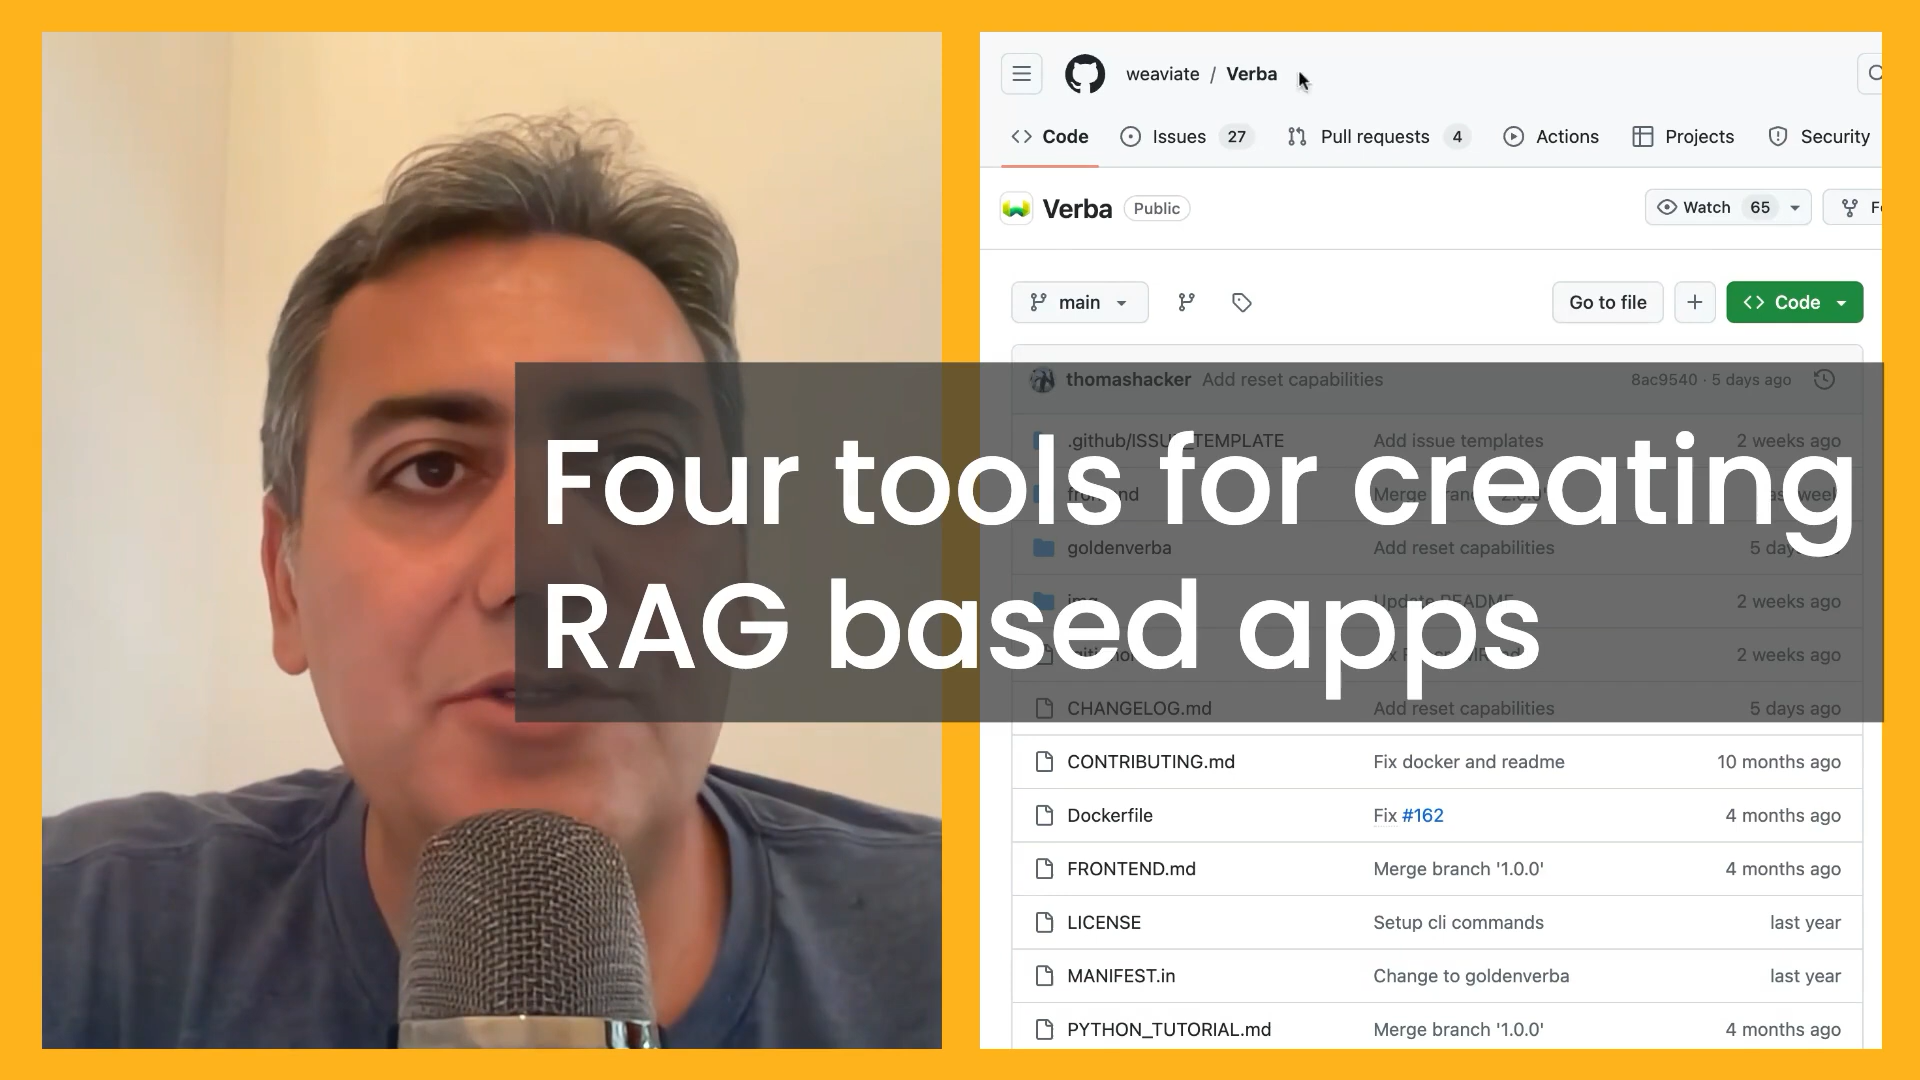 weaviate / Verba
Code
Issues 27
Pull requests 4
Actions
Projects
Security
Verba Public
Watch 65
main
Go to file
Code
thomashacker Add reset capabilities 8ac9540 · 5 days ago
Add issue templates 2 weeks ago
Four tools for creating
goldenverba Add reset capabilities
Update README 2 weeks ago
RAG based apps
2 weeks ago
CHANGELOG.md Add reset capabilities 5 days ago
CONTRIBUTING.md Fix docker and readme 10 months ago
Dockerfile Fix #162 4 months ago
FRONTEND.md Merge branch '1.0.0' 4 months ago
LICENSE Setup cli commands last year
MANIFEST.in Change to goldenverba last year
PYTHON_TUTORIAL.md Merge branch '1.0.0' 4 months ago